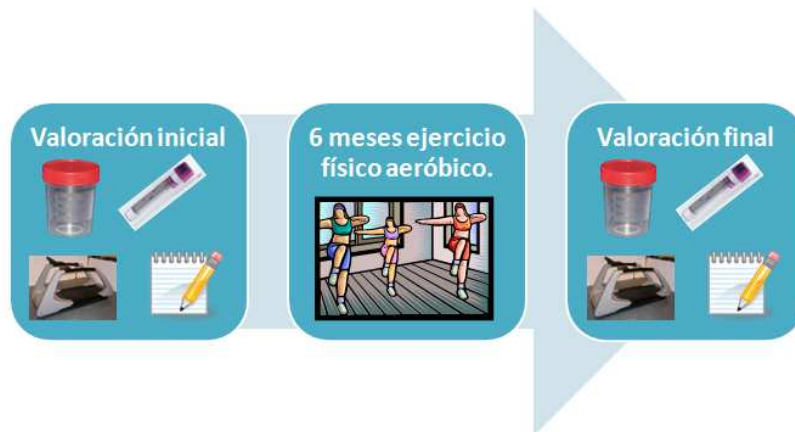 Valoración inicial
6 meses ejercicio
físico aeróbico.
Valoración final